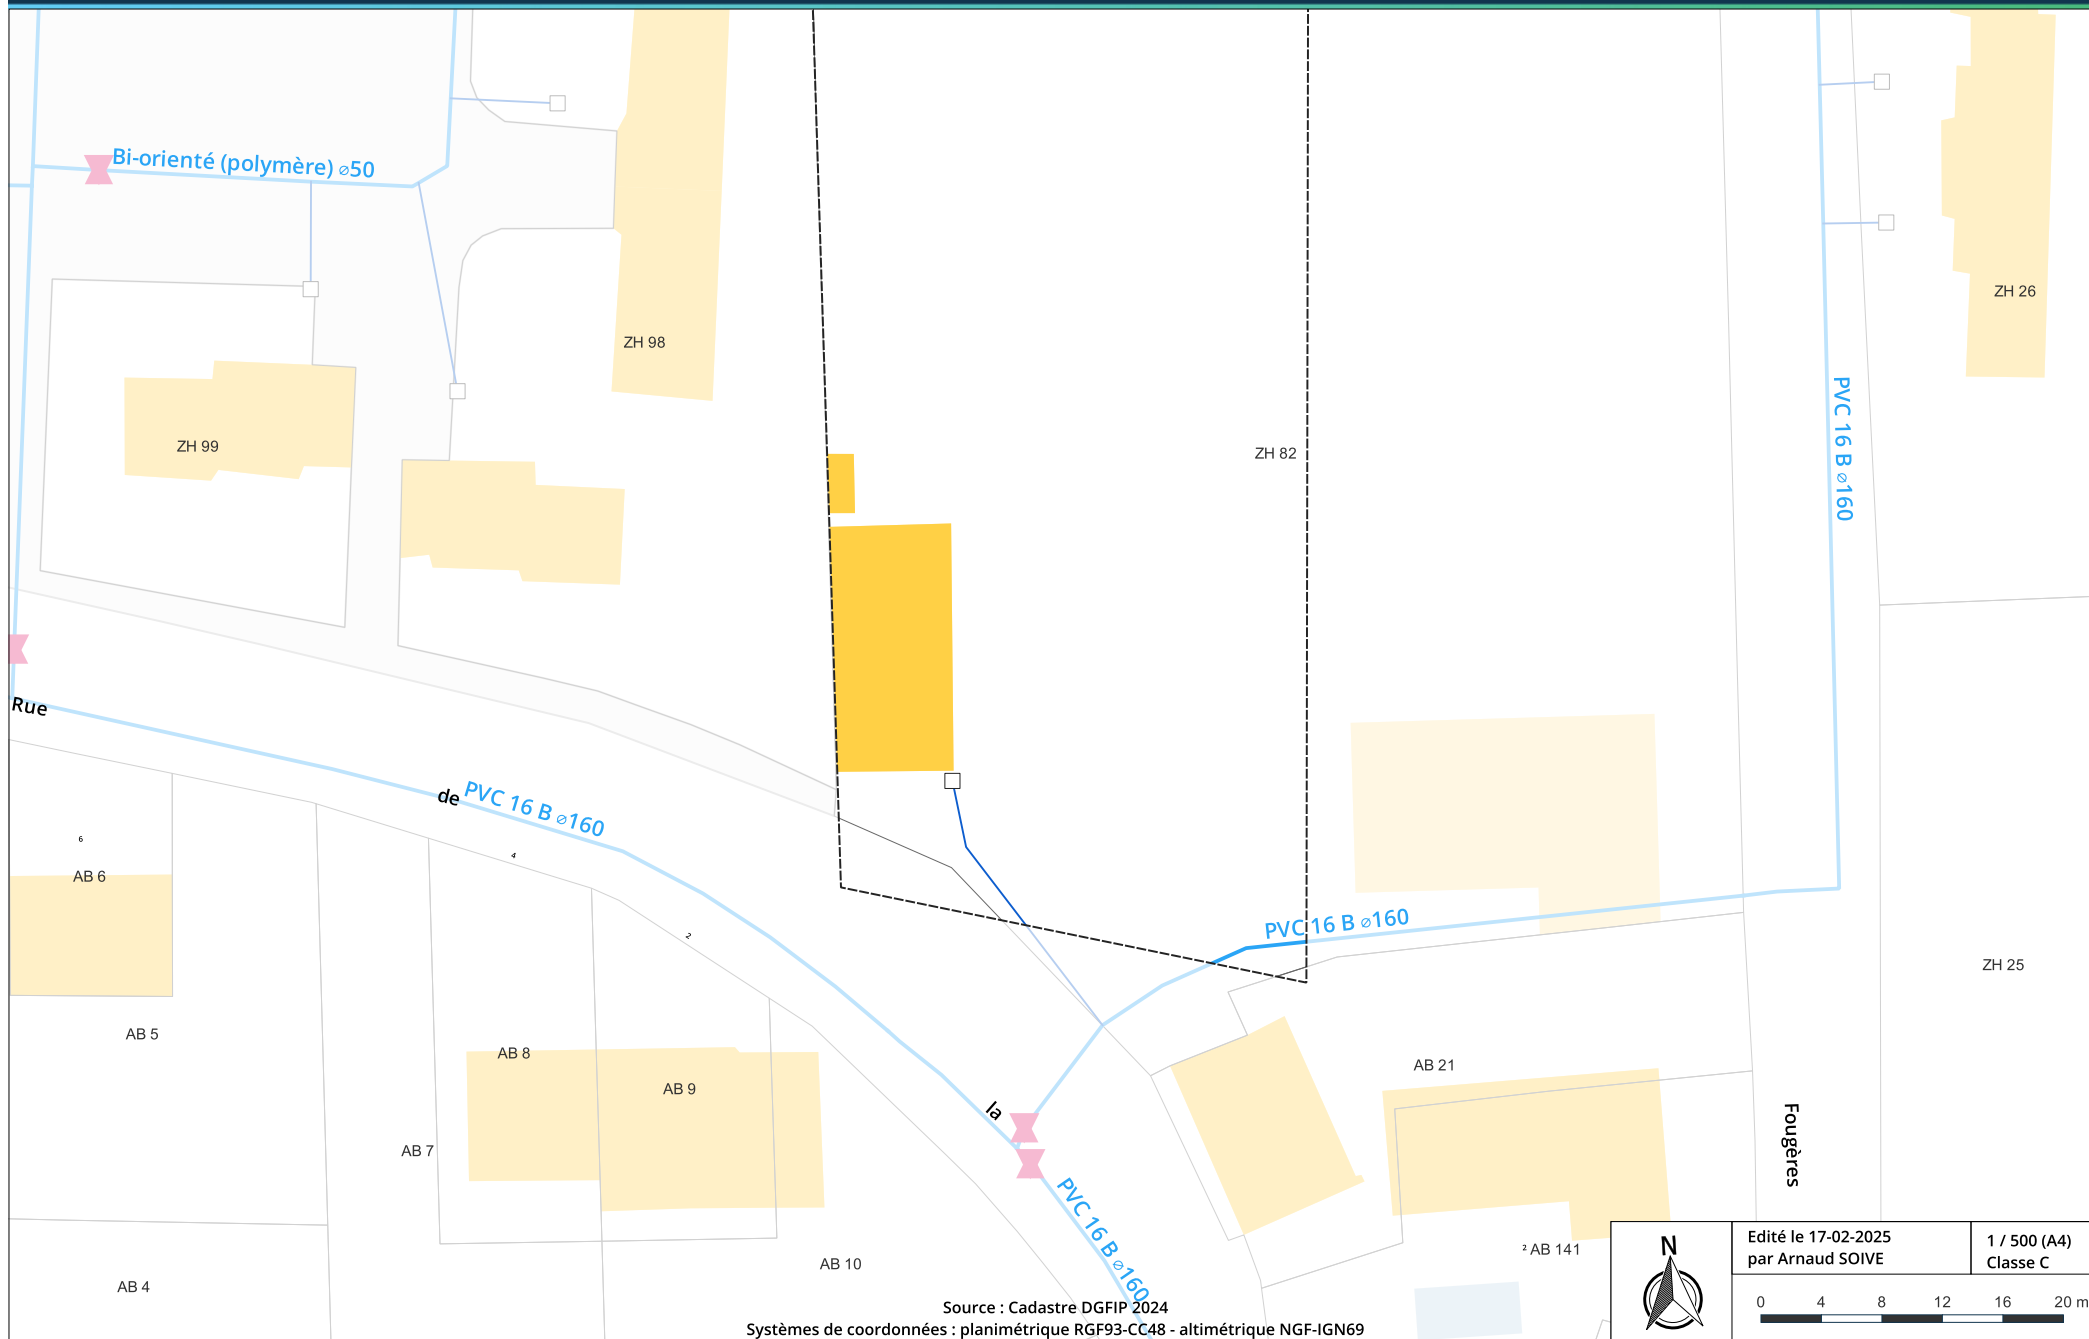 Bi-orienté (polymère) ⌀50
ZH 26
ZH 98
ZH 99
ZH 82
PVC 16 B ⌀160
Rue
de
PVC 16 B ⌀160
6
4
AB 6
2
PVC 16 B ⌀160
ZH 25
AB 5
AB 8
AB 9
AB 21
la
AB 7
Fougères
PVC 16 B ⌀160
AB 10
² AB 141
AB 4
N
Edité le 17-02-2025
par Arnaud SOIVE
1 / 500 (A4)
Classe C
0 4 8 12 16 20 m
Source : Cadastre DGFIP 2024
Systèmes de coordonnées : planimétrique RGF93-CC48 - altimétrique NGF-IGN69